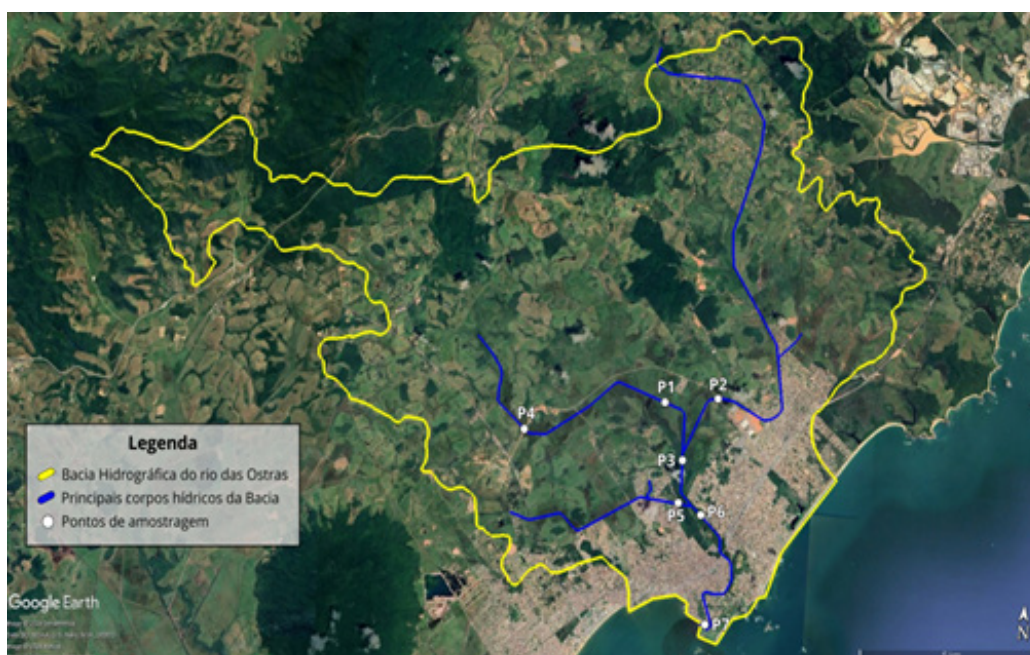 P1
P2
P4
P3
P5
P6
P7
Legenda
Bacia Hidrográfica do rio das Ostras
Principais corpos hídricos da Bacia
Pontos de amostragem
Google Earth
N